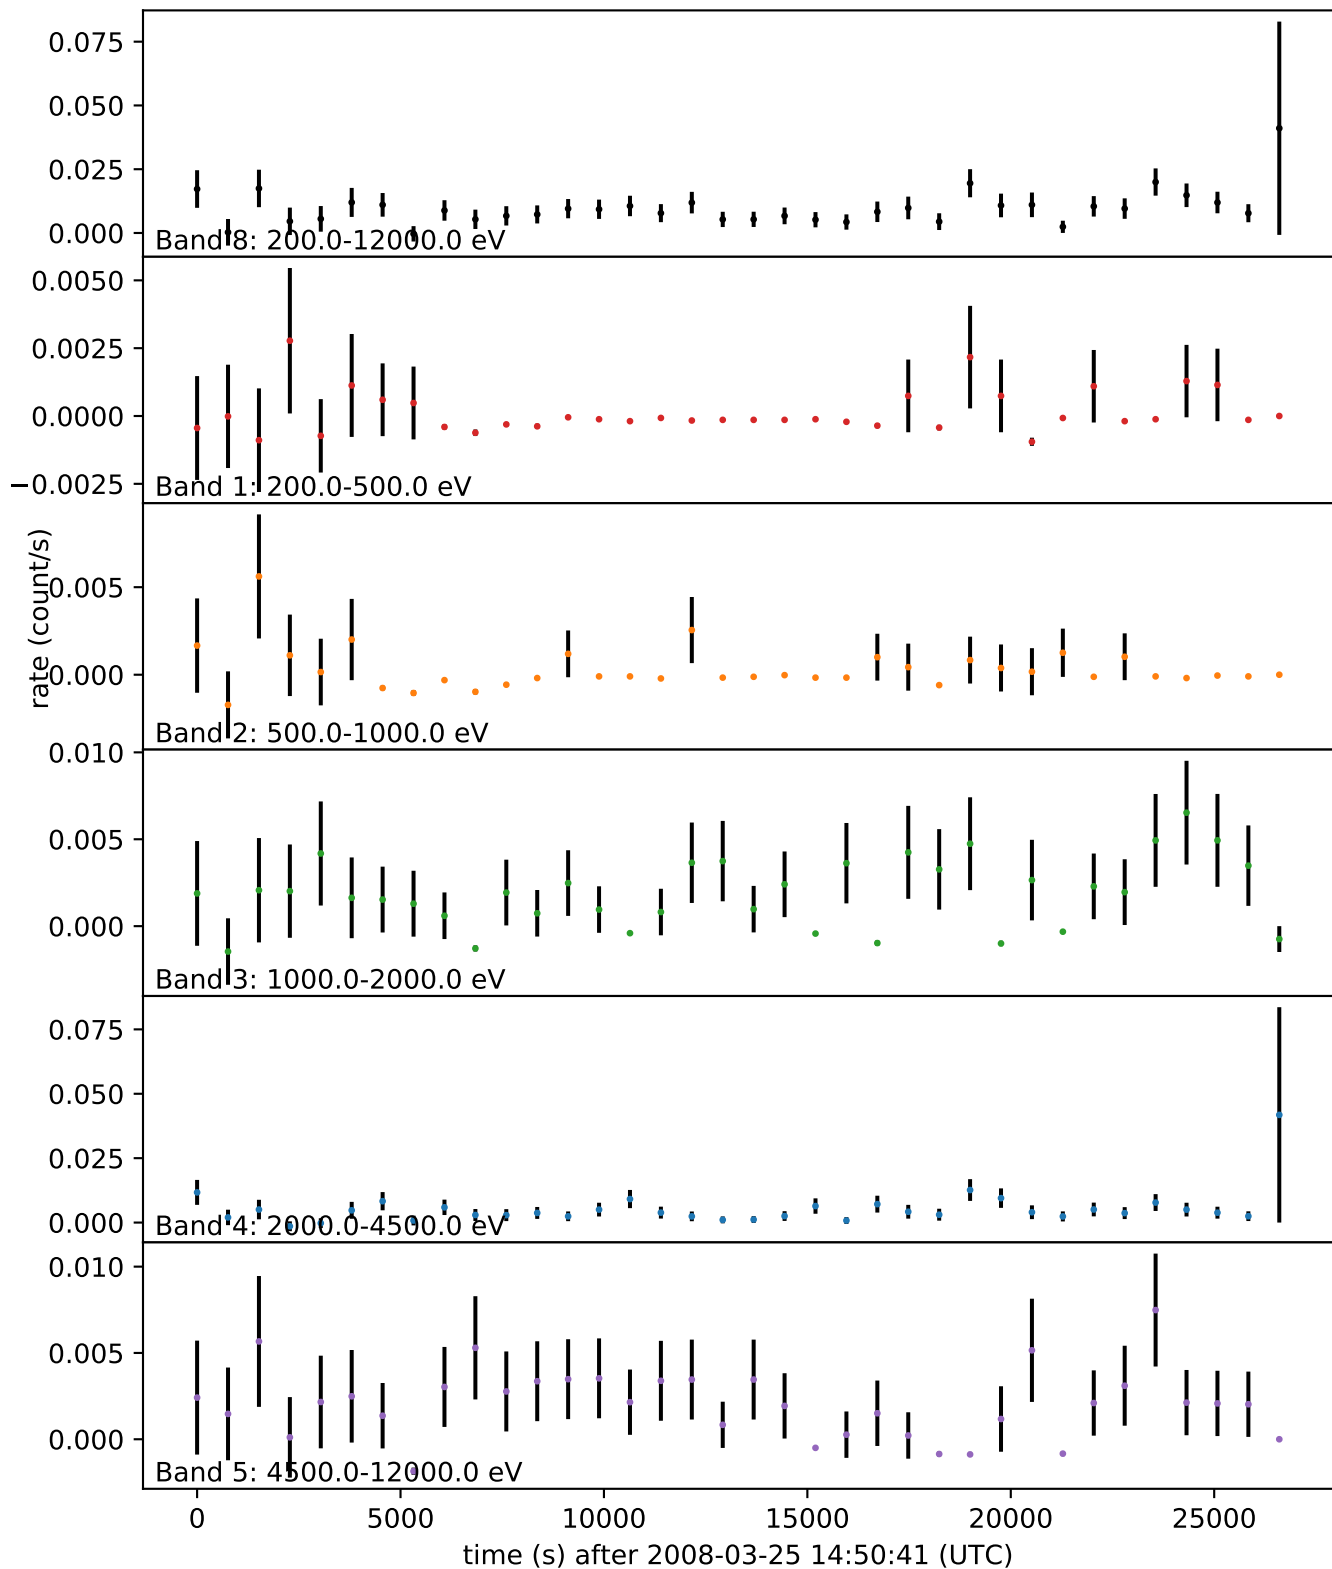 0.075
0.050
0.025
0.000
Band 8: 200.0-12000.0 eV
0.0050
0.0025
0.0000
−0.0025
Band 1: 200.0-500.0 eV
rate (count/s)
0.005
0.000
Band 2: 500.0-1000.0 eV
0.010
0.005
0.000
Band 3: 1000.0-2000.0 eV
0.075
0.050
0.025
0.000
Band 4: 2000.0-4500.0 eV
0.010
0.005
0.000
Band 5: 4500.0-12000.0 eV
0 5000 10000 15000 20000 25000
time (s) after 2008-03-25 14:50:41 (UTC)